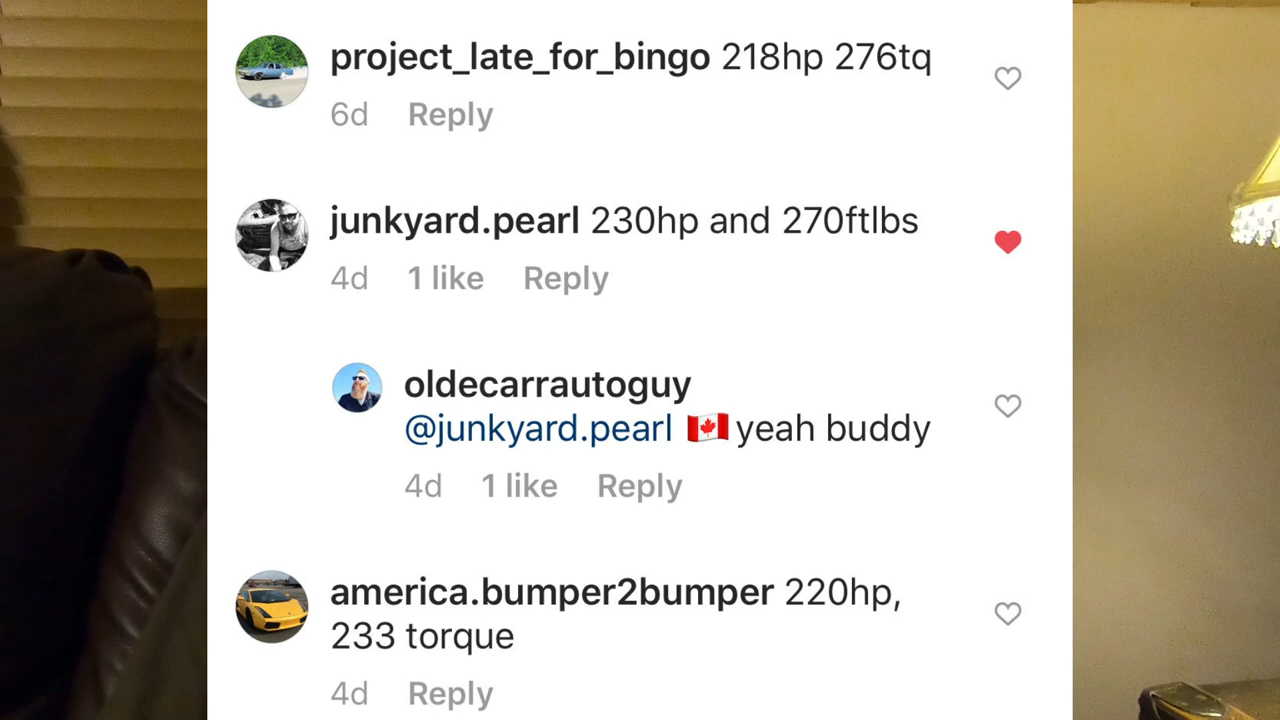 project_late_for_bingo 218hp 276tq
6d Reply
junkyard.pearl 230hp and 270ftlbs
4d 1 like Reply
oldecarrautoguy
@junkyard.pearl 🇨🇦 yeah buddy
4d 1 like Reply
america.bumper2bumper 220hp,
233 torque
4d Reply